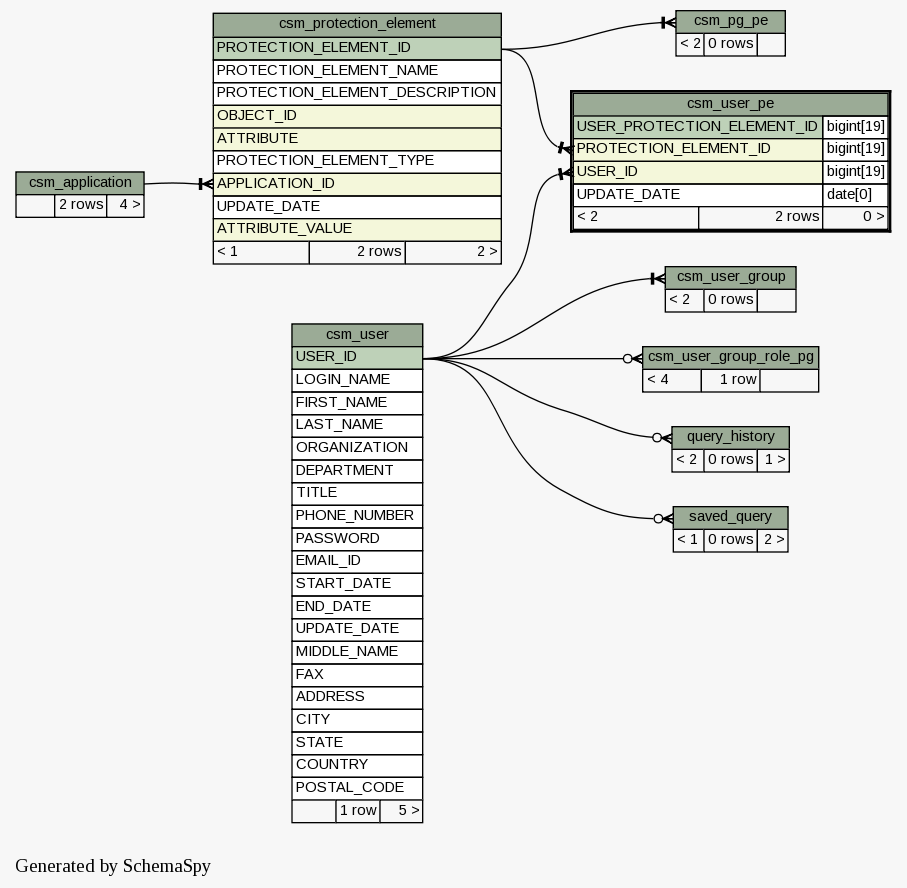 csm_protection_element
PROTECTION_ELEMENT_ID
PROTECTION_ELEMENT_NAME
PROTECTION_ELEMENT_DESCRIPTION
OBJECT_ID
ATTRIBUTE
PROTECTION_ELEMENT_TYPE
APPLICATION_ID
UPDATE_DATE
ATTRIBUTE_VALUE
< 1 2 rows 2 >
csm_pg_pe
< 2 0 rows
csm_user_pe
USER_PROTECTION_ELEMENT_ID bigint[19]
PROTECTION_ELEMENT_ID bigint[19]
USER_ID bigint[19]
UPDATE_DATE date[0]
< 2 2 rows 0 >
csm_application
2 rows 4 >
csm_user_group
< 2 0 rows
csm_user
USER_ID
LOGIN_NAME
FIRST_NAME
LAST_NAME
ORGANIZATION
DEPARTMENT
TITLE
PHONE_NUMBER
PASSWORD
EMAIL_ID
START_DATE
END_DATE
UPDATE_DATE
MIDDLE_NAME
FAX
ADDRESS
CITY
STATE
COUNTRY
POSTAL_CODE
1 row 5 >
csm_user_group_role_pg
< 4 1 row
query_history
< 2 0 rows 1 >
saved_query
< 1 0 rows 2 >
Generated by SchemaSpy